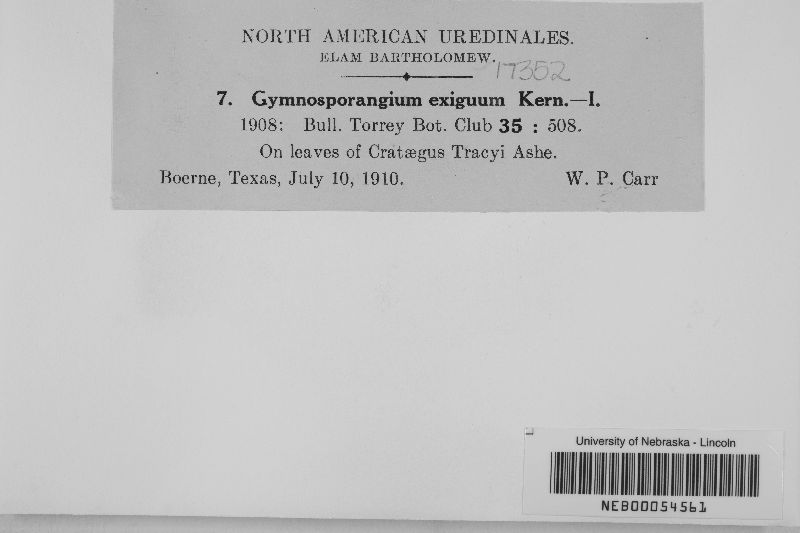 NORTH AMERICAN UREDINALES.
ELAM BARTHOLOMEW.
17352
7. Gymnosporangium exiguum Kern.—I.
1908: Bull. Torrey Bot. Club 35 : 508.
On leaves of Cratægus Tracyi Ashe.
Boerne, Texas, July 10, 1910. W. P. Carr
University of Nebraska - Lincoln
NEB00054561